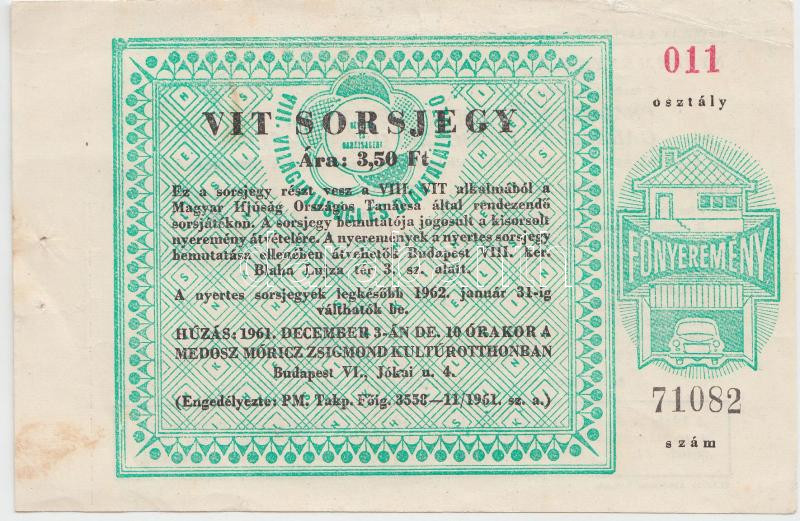 VIT SORSJEGY
Ára: 3,50 Ft
Ez a sorsjegy részt vesz a VIII. VIT alkalmából a
Magyar Ifjúság Országos Tanácsa által rendezendő
sorsjátékon. A sorsjegy bemutatója jogosult a kisorsolt
nyeremény átvételére. A nyeremények a nyertes sorsjegy
bemutatása ellenében átvehetők Budapest VIII. ker.
Blaha Lujza tér 3. sz. alatt.
A nyertes sorsjegyek legkésőbb 1962. január 31-ig
válthatók be.
HÚZÁS: 1961. DECEMBER 3-ÁN DE. 10 ÓRAKOR A
MEDOSZ MÓRICZ ZSIGMOND KULTÚROTTHONBAN
Budapest VI., Jókai u. 4.
(Engedélyezte: PM. Takp. Főig. 3558—11/1961. sz. a.)
011
osztály
FŐNYEREMÉNY
71082
szám